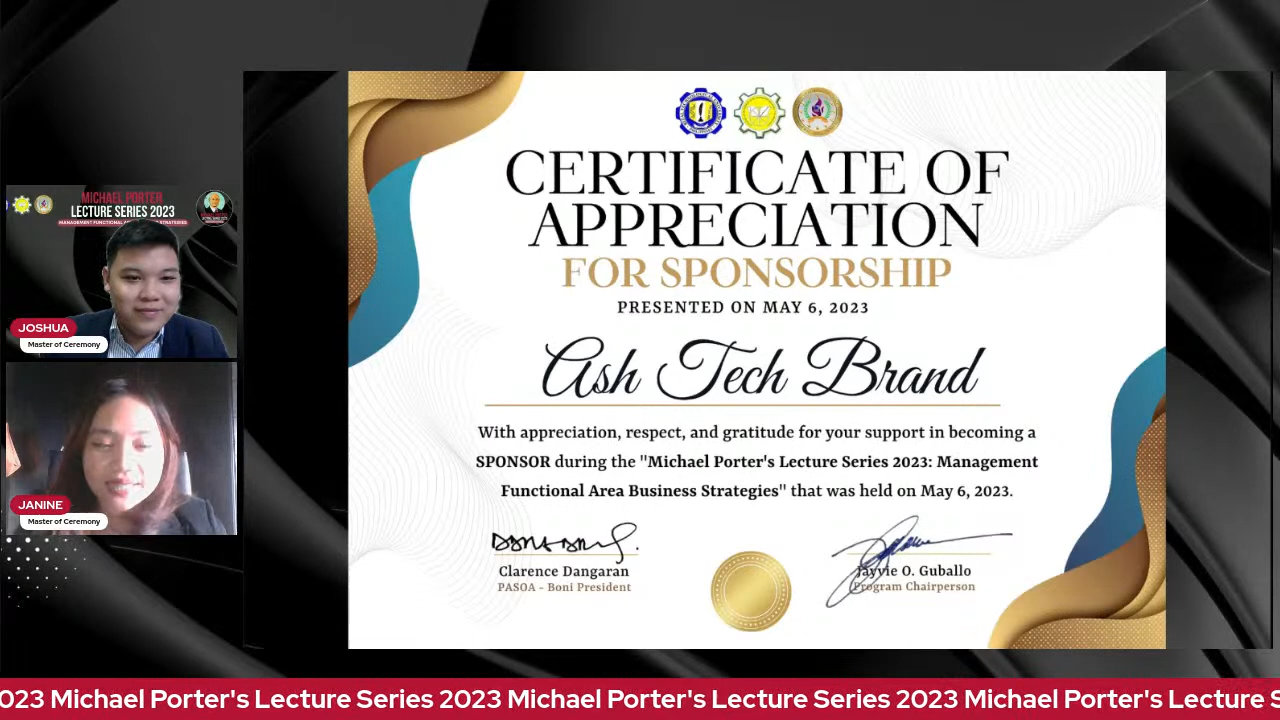 MICHAEL PORTER
LECTURE SERIES 2023
JOSHUA
Master of Ceremony
JANINE
Master of Ceremony
CERTIFICATE OF
APPRECIATION
FOR SPONSORSHIP
PRESENTED ON MAY 6, 2023
Ash Tech Brand
With appreciation, respect, and gratitude for your support in becoming a
SPONSOR during the "Michael Porter's Lecture Series 2023: Management
Functional Area Business Strategies" that was held on May 6, 2023.
Clarence Dangaran
PASOA - Boni President
Jayvie O. Guballo
Program Chairperson
023 Michael Porter's Lecture Series 2023 Michael Porter's Lecture Series 2023 Michael Porter's Lecture S